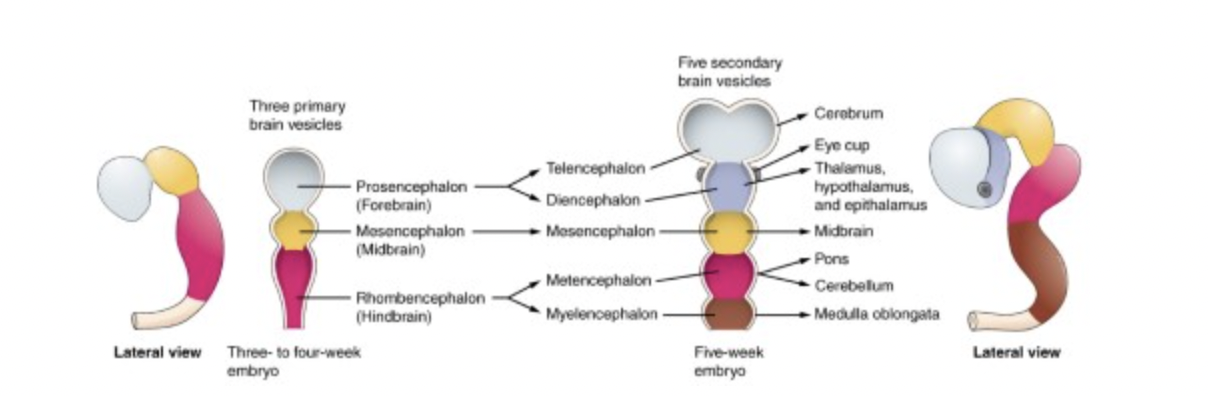 Three primary
brain vesicles
Prosencephalon
(Forebrain)
Mesencephalon
(Midbrain)
Rhombencephalon
(Hindbrain)
Lateral view
Three- to four-week
embryo
Five secondary
brain vesicles
Telencephalon
Diencephalon
Mesencephalon
Metencephalon
Myelencephalon
Cerebrum
Eye cup
Thalamus,
hypothalamus,
and epithalamus
Midbrain
Pons
Cerebellum
Medulla oblongata
Five-week
embryo
Lateral view